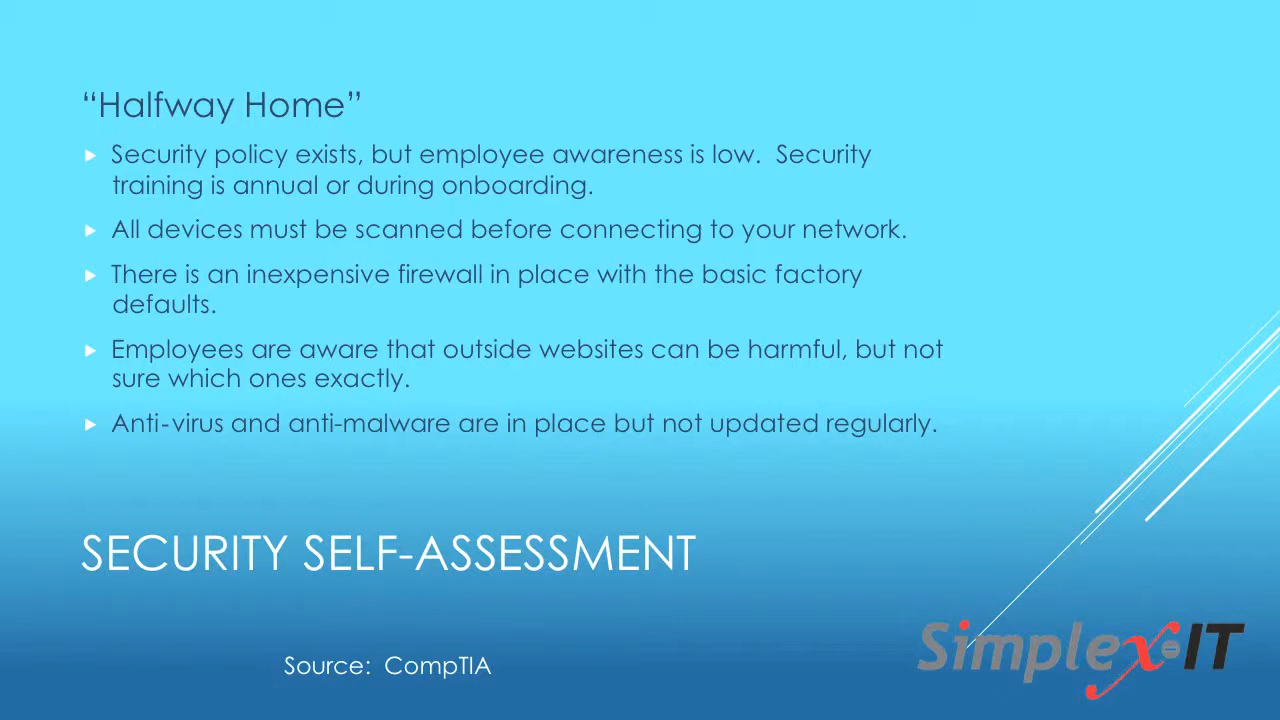 “Halfway Home”
Security policy exists, but employee awareness is low.  Security
training is annual or during onboarding.
All devices must be scanned before connecting to your network.
There is an inexpensive firewall in place with the basic factory
defaults.
Employees are aware that outside websites can be harmful, but not
sure which ones exactly.
Anti-virus and anti-malware are in place but not updated regularly.
SECURITY SELF-ASSESSMENT
Source:  CompTIA
Simplex-IT